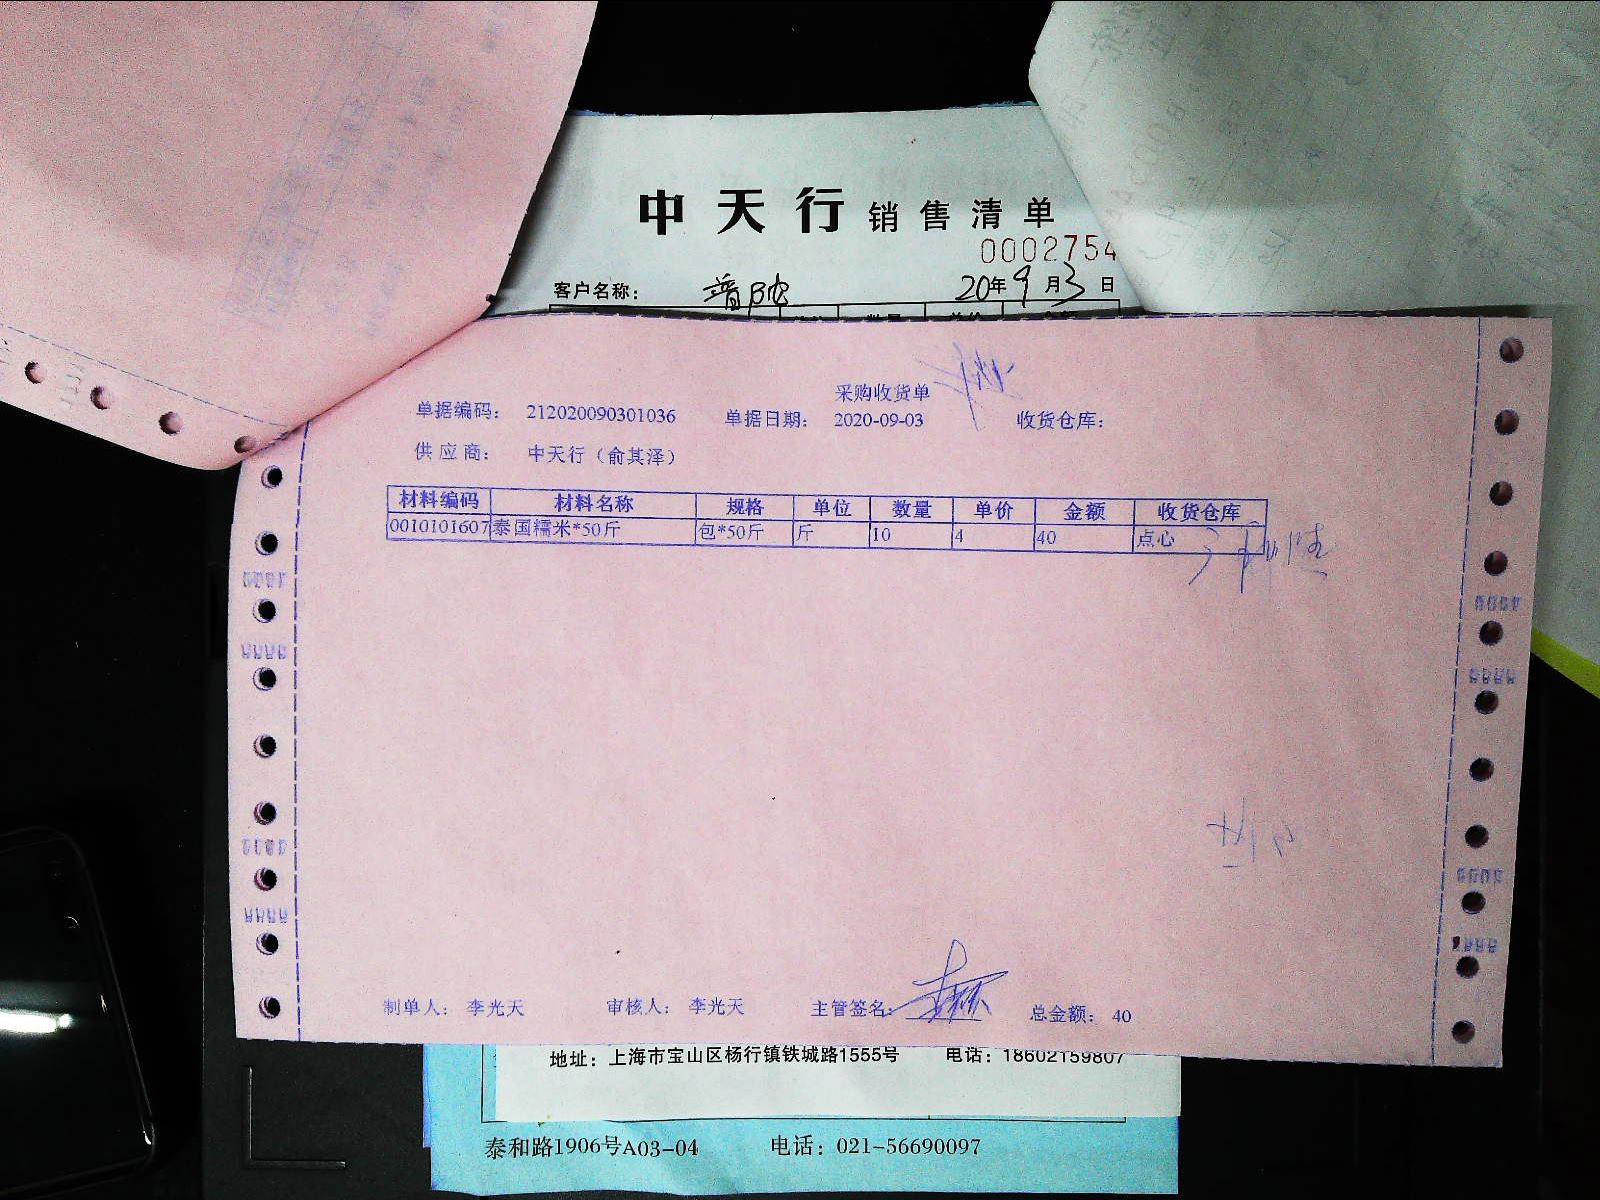 中天行 销售清单
0002754
客户名称： 普陀 20年9月3日
采购收货单
单据编码： 212020090301036 单据日期： 2020-09-03 收货仓库：
供应商： 中天行（俞其泽）
材料编码 材料名称 规格 单位 数量 单价 金额 收货仓库
0010101607 泰国糯米*50斤 包*50斤 斤 10 4 40 点心
制单人： 李光天 审核人： 李光天 主管签名： 总金额： 40
地址：上海市宝山区杨行镇铁城路1555号 电话：18602159807
泰和路1906号A03-04 电话：021-56690097